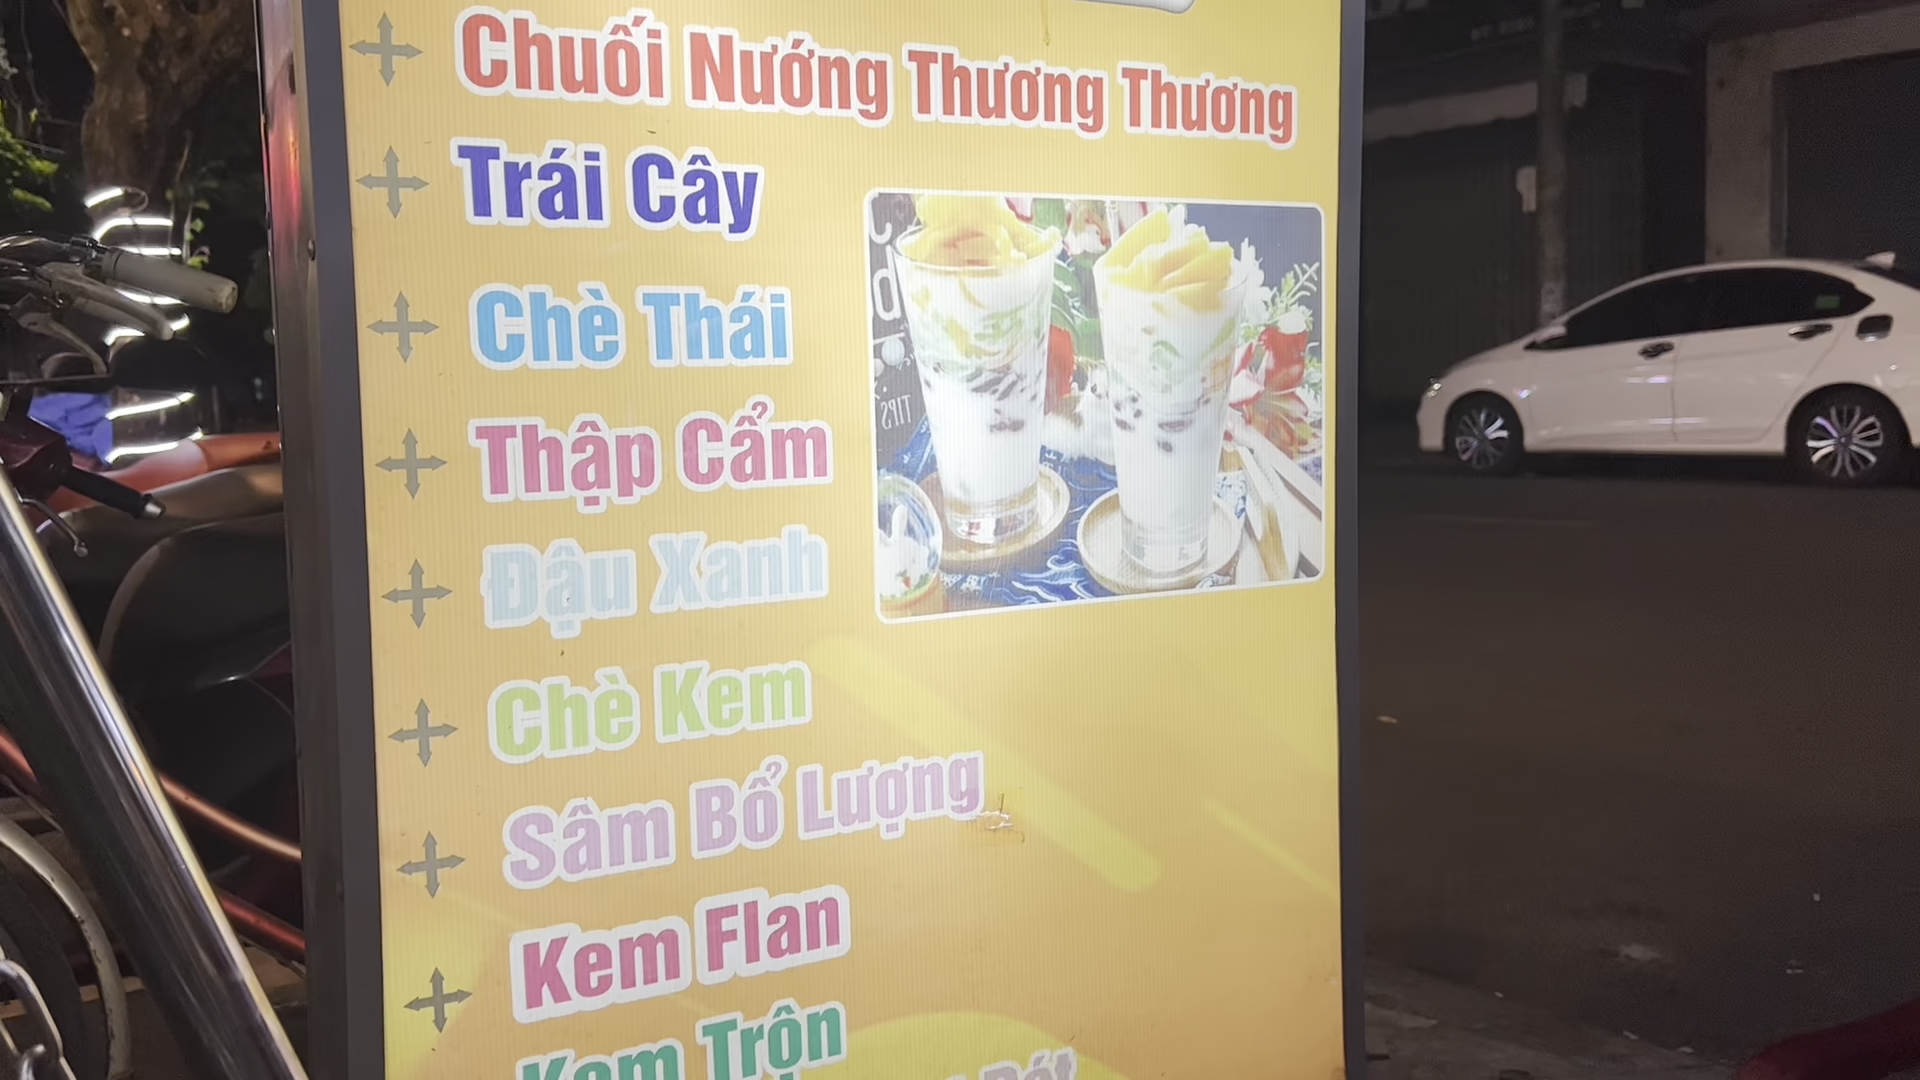 Chuối Nướng Thương Thương
Trái Cây
Chè Thái
Thập Cẩm
Đậu Xanh
Chè Kem
Sâm Bổ Lượng
Kem Flan
Kem Trộn